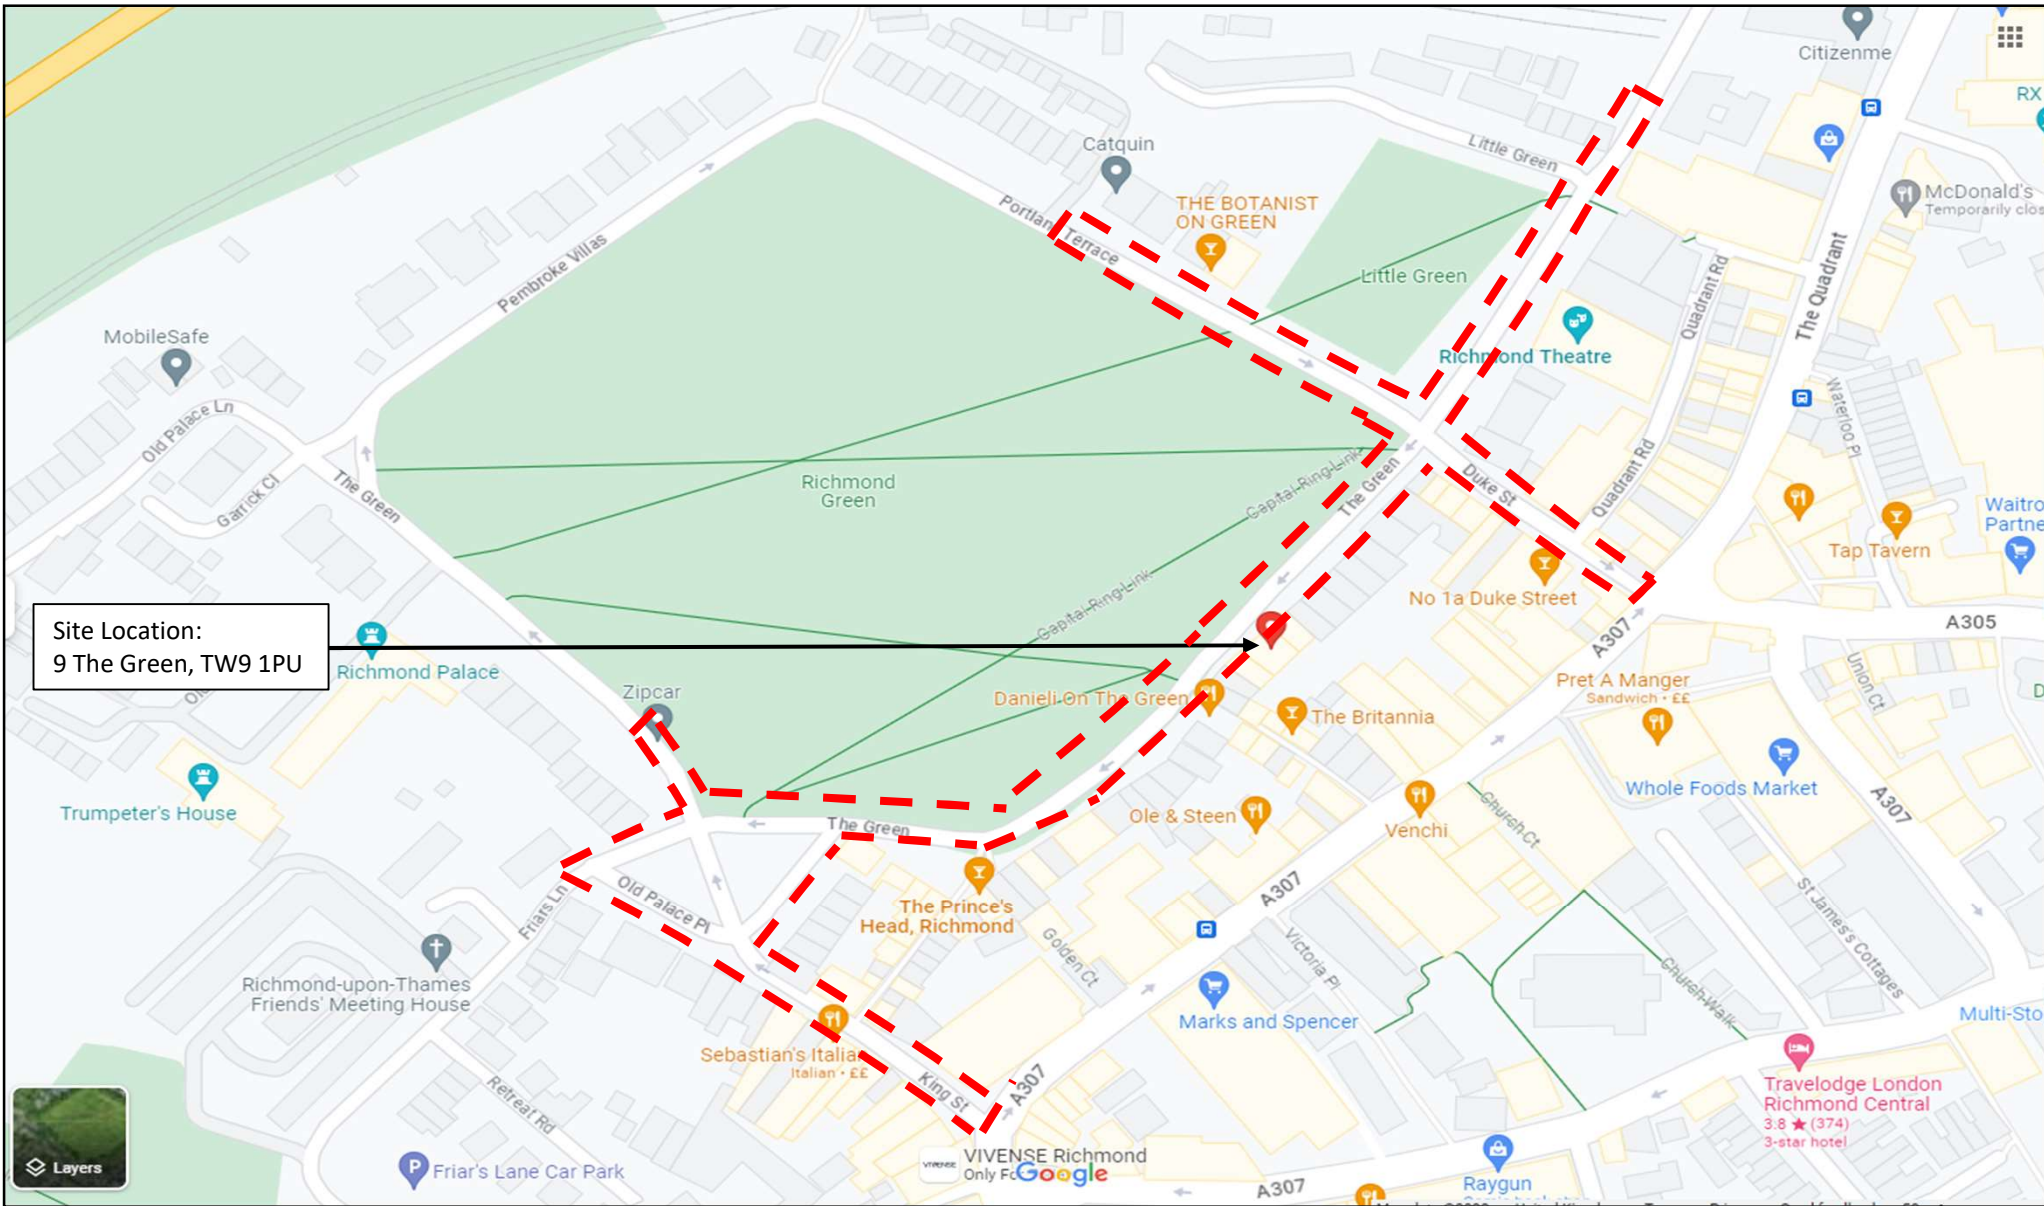 Citizenme
RX
Little Green
McDonald's
Temporarily clos
Catquin
THE BOTANIST
ON GREEN
Portlan
Terrace
Little Green
Quadrant Rd
The Quadrant
Pembroke Villas
MobileSafe
Richmond Theatre
Waterloo Pl
Old Palace Ln
Garrick Cl
The Green
Richmond
Green
Capital Ring Link
The Green
Duke St
Quadrant Rd
Waitro
Partne
Tap Tavern
No 1a Duke Street
Capital Ring Link
A307
A305
Site Location:
9 The Green, TW9 1PU
Richmond Palace
Zipcar
Danieli On The Green
The Britannia
Pret A Manger
Sandwich • ££
Union Ct
D
Trumpeter's House
Whole Foods Market
Ole & Steen
Venchi
Church Ct
A307
The Green
Old Palace Pl
Friars Ln
The Prince's
Head, Richmond
A307
St James's Cottages
Golden Ct
Victoria Pl
Church Walk
Richmond-upon-Thames
Friends' Meeting House
Marks and Spencer
Multi-Sto
Sebastian's Italia
Italian • ££
King St
A307
Retreat Rd
Travelodge London
Richmond Central
3.8 ★ (374)
3-star hotel
Layers
P
Friar's Lane Car Park
VIVENSE
VIVENSE Richmond
Only Fo
Google
A307
Raygun